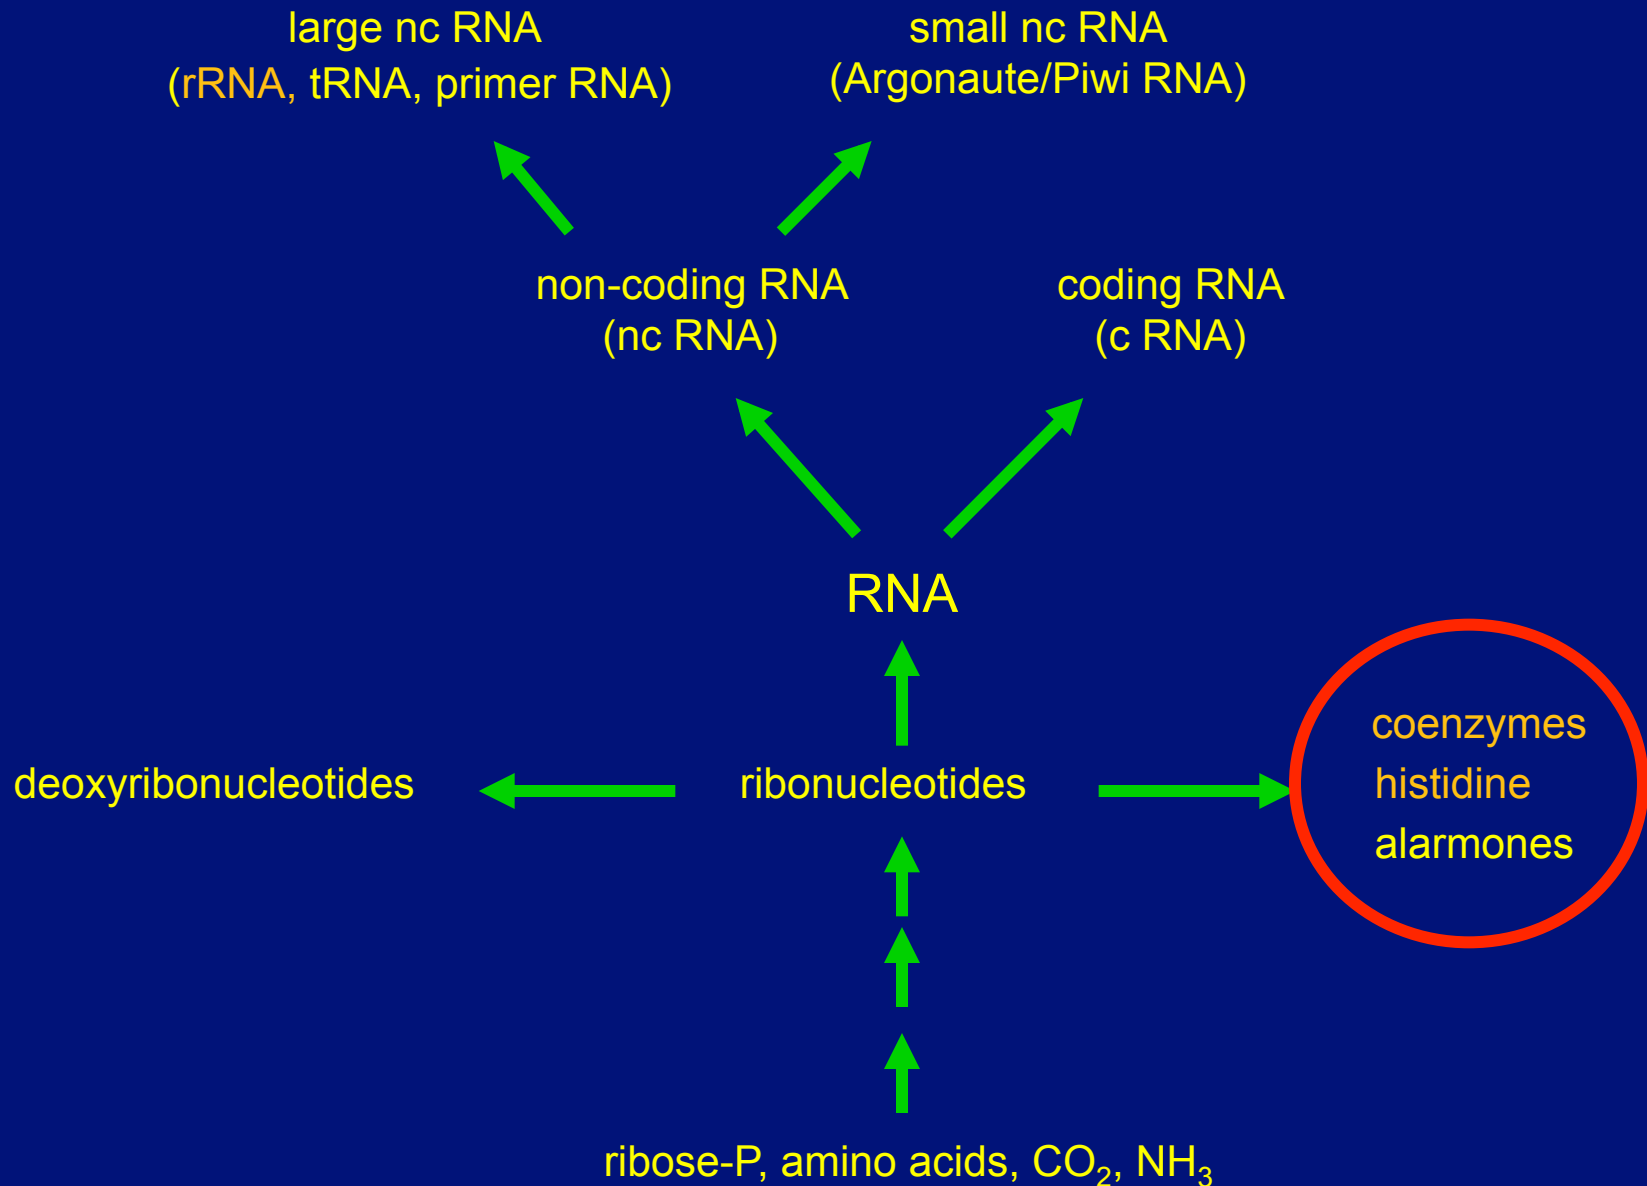 large nc RNA
(rRNA, tRNA, primer RNA)
small nc RNA
(Argonaute/Piwi RNA)
non-coding RNA
(nc RNA)
coding RNA
(c RNA)
RNA
deoxyribonucleotides
ribonucleotides
coenzymes
histidine
alarmones
ribose-P, amino acids, CO₂, NH₃